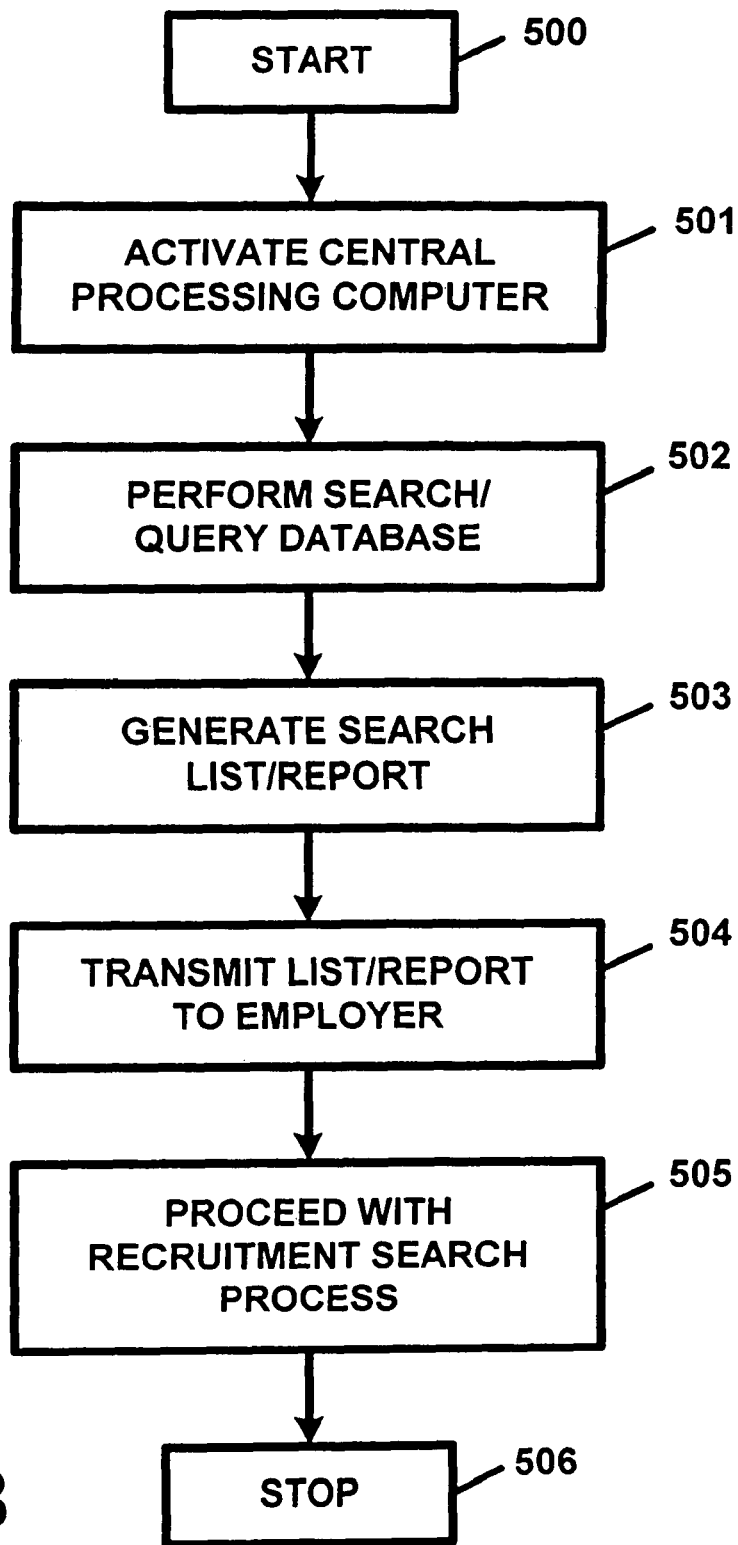 START
500
ACTIVATE CENTRAL
PROCESSING COMPUTER
501
PERFORM SEARCH/
QUERY DATABASE
502
GENERATE SEARCH
LIST/REPORT
503
TRANSMIT LIST/REPORT
TO EMPLOYER
504
PROCEED WITH
RECRUITMENT SEARCH
PROCESS
505
STOP
506